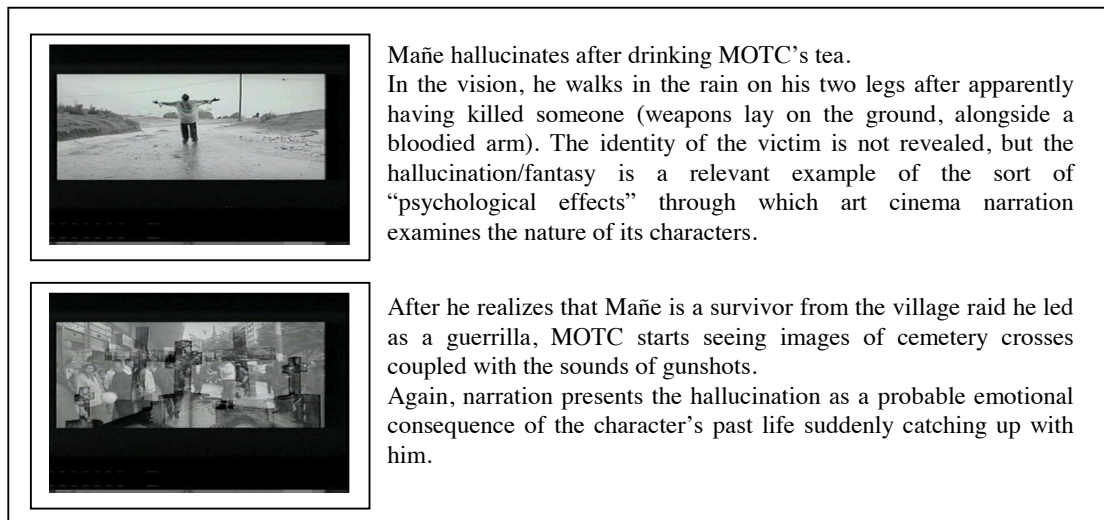 Mañe hallucinates after drinking MOTC’s tea.
In the vision, he walks in the rain on his two legs after apparently
having killed someone (weapons lay on the ground, alongside a
bloodied arm). The identity of the victim is not revealed, but the
hallucination/fantasy is a relevant example of the sort of
“psychological effects” through which art cinema narration
examines the nature of its characters.
After he realizes that Mañe is a survivor from the village raid he led
as a guerrilla, MOTC starts seeing images of cemetery crosses
coupled with the sounds of gunshots.
Again, narration presents the hallucination as a probable emotional
consequence of the character’s past life suddenly catching up with
him.